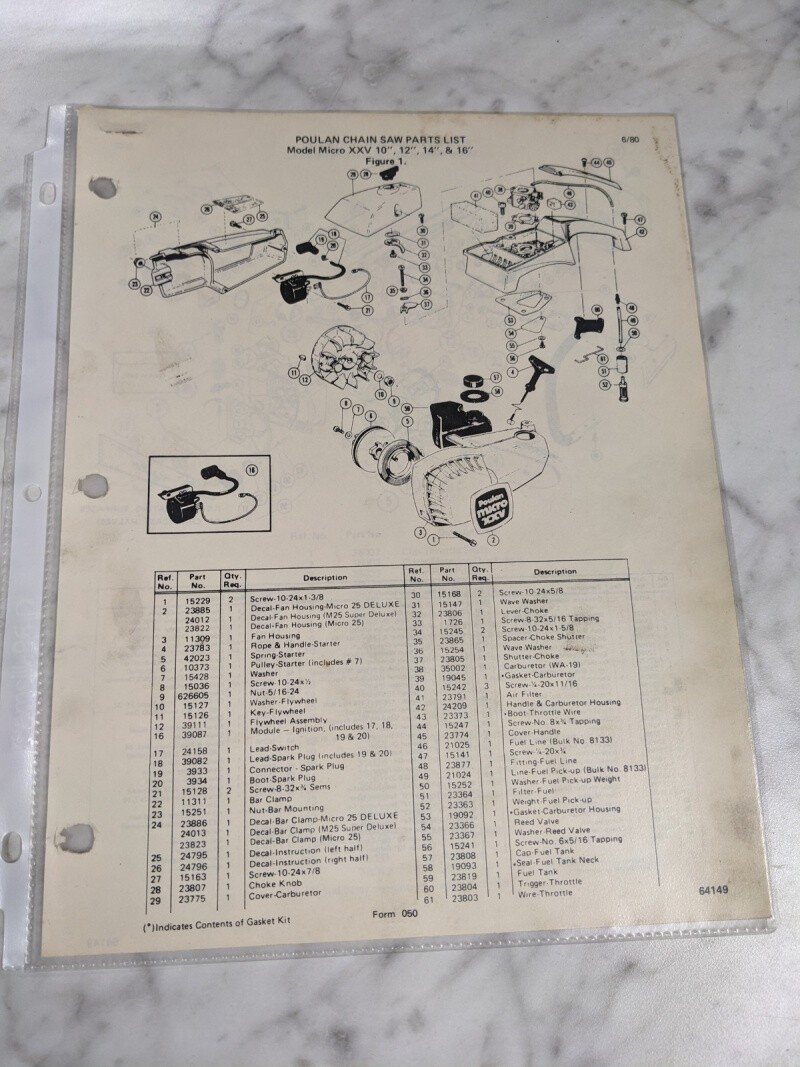 POULAN CHAIN SAW PARTS LIST
6/80
Model Micro XXV 10", 12", 14", & 16"
Figure 1.
Poulan
micro
XXV
Ref. No. Part No. Qty. Req. Description
1 15229 2 Screw-10-24x1-3/8
2 23885 1 Decal-Fan Housing-Micro 25 DELUXE
24012 1 Decal-Fan Housing (M25 Super Deluxe)
23822 1 Decal-Fan Housing (Micro 25)
3 11309 1 Fan Housing
4 23783 1 Rope & Handle-Starter
5 42023 1 Spring-Starter
6 10373 1 Pulley-Starter (includes # 7)
7 15428 1 Washer
8 15036 1 Screw-10-24x½
9 626605 1 Nut-5/16-24
10 15127 1 Washer-Flywheel
11 15126 1 Key-Flywheel
12 39111 1 Flywheel Assembly
16 39087 1 Module – Ignition, (includes 17, 18,
19 & 20)
17 24158 1 Lead-Switch
18 39082 1 Lead-Spark Plug (includes 19 & 20)
19 3933 1 Connector - Spark Plug
20 3934 1 Boot-Spark Plug
21 15128 2 Screw-8-32x¾ Sems
22 11311 1 Bar Clamp
23 15251 1 Nut-Bar Mounting
24 23886 1 Decal-Bar Clamp-Micro 25 DELUXE
24013 1 Decal-Bar Clamp (M25 Super Deluxe)
23823 1 Decal-Bar Clamp (Micro 25)
25 24795 1 Decal-Instruction (left half)
26 24796 1 Decal-Instruction (right half)
27 15163 1 Screw-10-24x7/8
28 23807 1 Choke Knob
29 23775 1 Cover-Carburetor
Ref. No. Part No. Qty. Req. Description
30 15168 2 Screw-10-24x5/8
31 15147 1 Wave Washer
32 23806 1 Lever-Choke
33 1726 1 Screw-8-32x5/16 Tapping
34 15245 2 Screw-10-24x1-5/8
35 23865 1 Spacer-Choke Shutter
36 15254 1 Wave Washer
37 23805 1 Shutter-Choke
38 35002 1 Carburetor (WA-19)
39 19045 1 •Gasket-Carburetor
40 15242 3 Screw-¼-20x11/16
41 23791 1 Air Filter
42 24209 1 Handle & Carburetor Housing
43 23373 1 •Boot-Throttle Wire
44 15247 1 Screw-No. 8x¾ Tapping
45 23774 1 Cover-Handle
46 21025 1 Fuel Line (Bulk No. 8133)
47 15141 1 Screw-¼-20x¾
48 23877 1 Fitting-Fuel Line
49 21024 1 Line-Fuel Pick-up (Bulk No. 8133)
50 15252 1 Washer-Fuel Pick-up Weight
51 23364 1 Filter-Fuel
52 23363 1 Weight-Fuel Pick-up
53 19092 1 •Gasket-Carburetor Housing
54 23366 1 Reed Valve
55 23367 1 Washer-Reed Valve
56 15241 1 Screw-No. 6x5/16 Tapping
57 23808 1 Cap-Fuel Tank
58 19093 1 •Seal-Fuel Tank Neck
59 23819 1 Fuel Tank
60 23804 1 Trigger-Throttle
61 23803 1 Wire-Throttle
(*)Indicates Contents of Gasket Kit
Form 050
64149